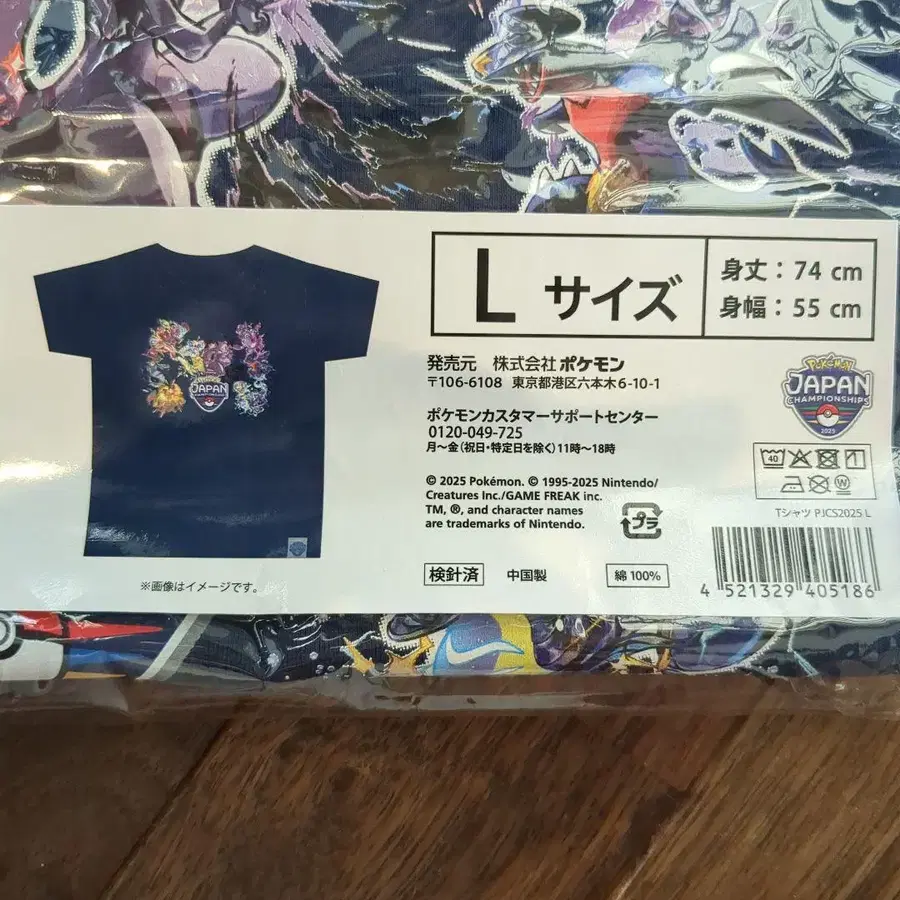 L サイズ
身丈：74 cm
身幅：55 cm
発売元　株式会社ポケモン
〒106-6108　東京都港区六本木6-10-1
ポケモンカスタマーサポートセンター
0120-049-725
月〜金（祝日・特定日を除く）11時〜18時
© 2025 Pokémon. © 1995-2025 Nintendo/
Creatures Inc./GAME FREAK inc.
TM, ®, and character names
are trademarks of Nintendo.
プラ
検針済
中国製
綿 100%
POKéMON
JAPAN
CHAMPIONSHIPS
2025
40
W
Tシャツ PJCS2025 L
4 521329 405186
JAPAN
※画像はイメージです。